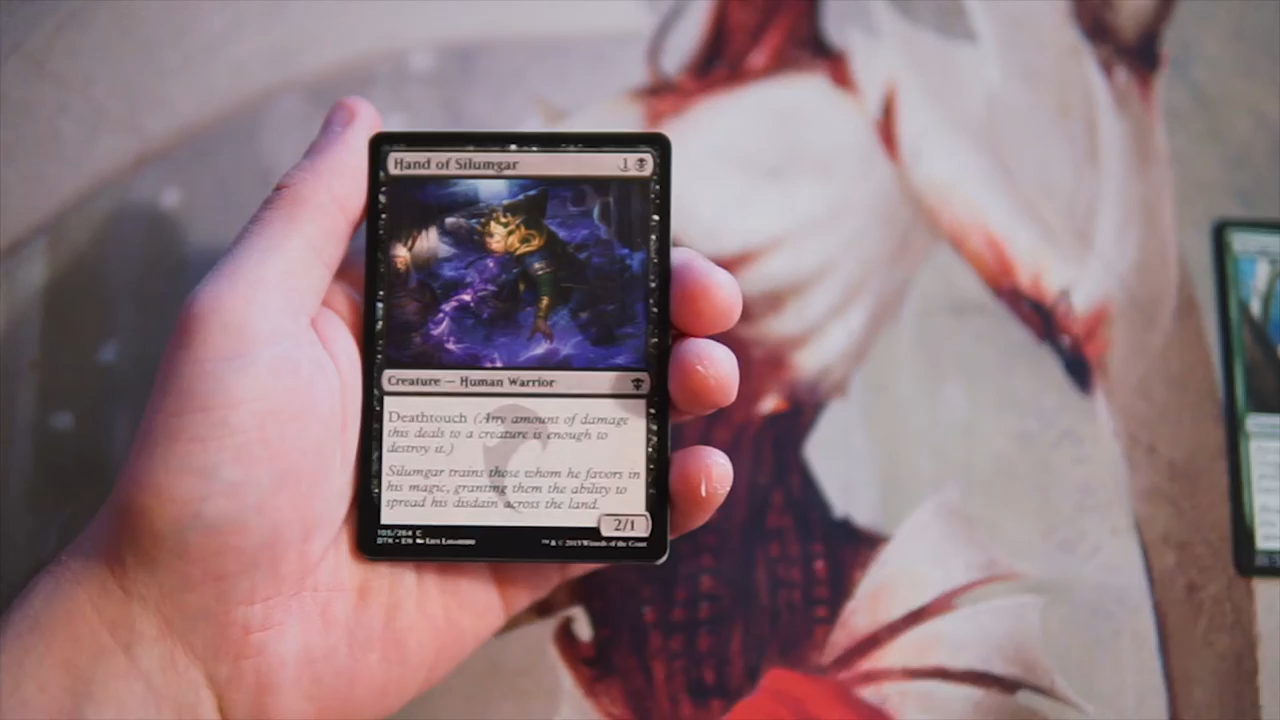 Hand of Silumgar 1
Creature — Human Warrior
Deathtouch (Any amount of damage
this deals to a creature is enough to
destroy it.)
Silumgar trains those whom he favors in
his magic, granting them the ability to
spread his disdain across the land.
2/1
105/264 C
DTK • EN
™ & © 2015 Wizards of the Coast